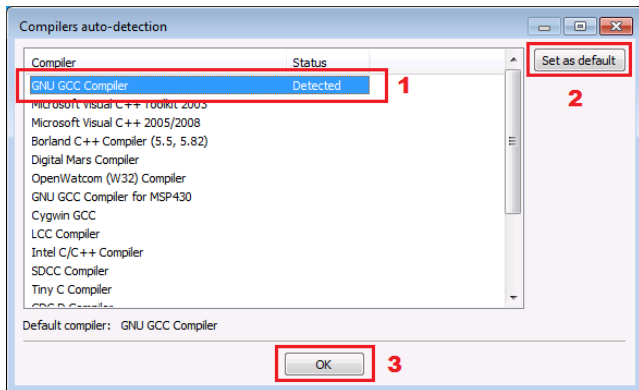 Compilers auto-detection
Compiler Status
Set as default
GNU GCC Compiler Detected
1
2
Microsoft Visual C++ Toolkit 2003
Microsoft Visual C++ 2005/2008
Borland C++ Compiler (5.5, 5.82)
Digital Mars Compiler
OpenWatcom (W32) Compiler
GNU GCC Compiler for MSP430
Cygwin GCC
LCC Compiler
Intel C/C++ Compiler
SDCC Compiler
Tiny C Compiler
Default compiler: GNU GCC Compiler
OK
3